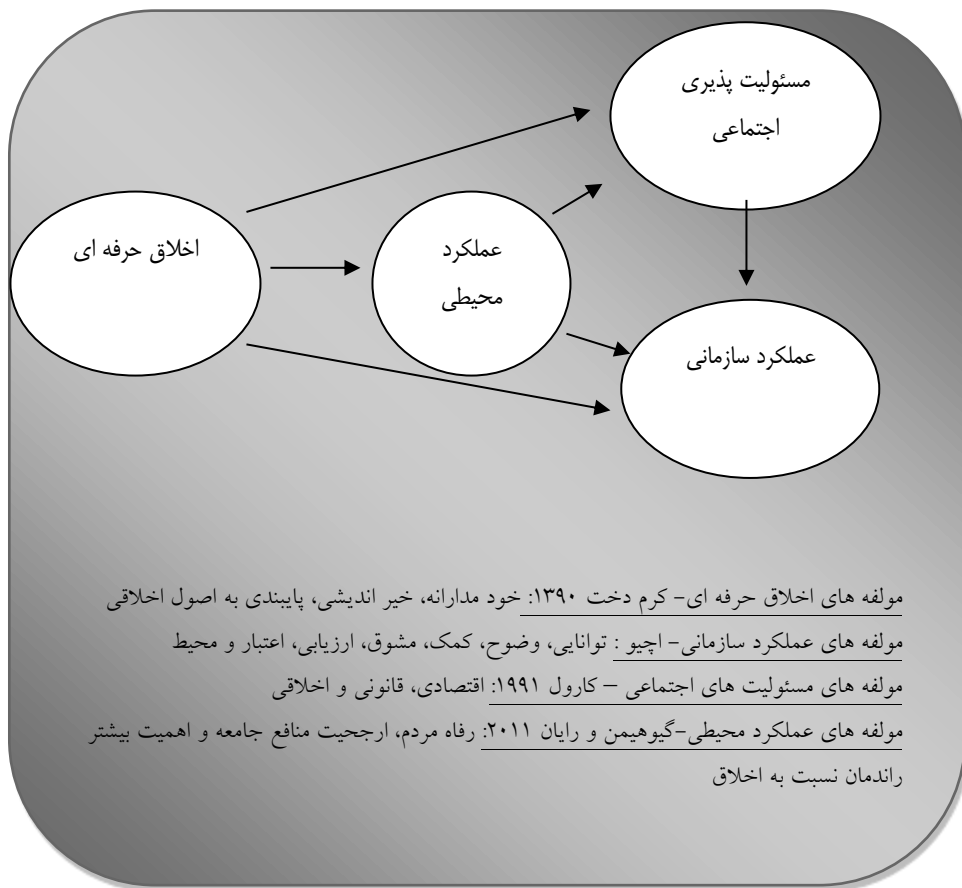 مسئولیت پذیری
اجتماعی
اخلاق حرفه ای
عملکرد
محیطی
عملکرد سازمانی
مولفه های اخلاق حرفه ای- کرم دخت ۱۳۹۰: خود مدارانه، خیر اندیشی، پایبندی به اصول اخلاقی
مولفه های عملکرد سازمانی- اچیو : توانایی، وضوح، کمک، مشوق، ارزیابی، اعتبار و محیط
مولفه های مسئولیت های اجتماعی – کارول ۱۹۹۱: اقتصادی، قانونی و اخلاقی
مولفه های عملکرد محیطی-گیوهیمن و رایان ۲۰۱۱: رفاه مردم، ارجحیت منافع جامعه و اهمیت بیشتر
راندمان نسبت به اخلاق